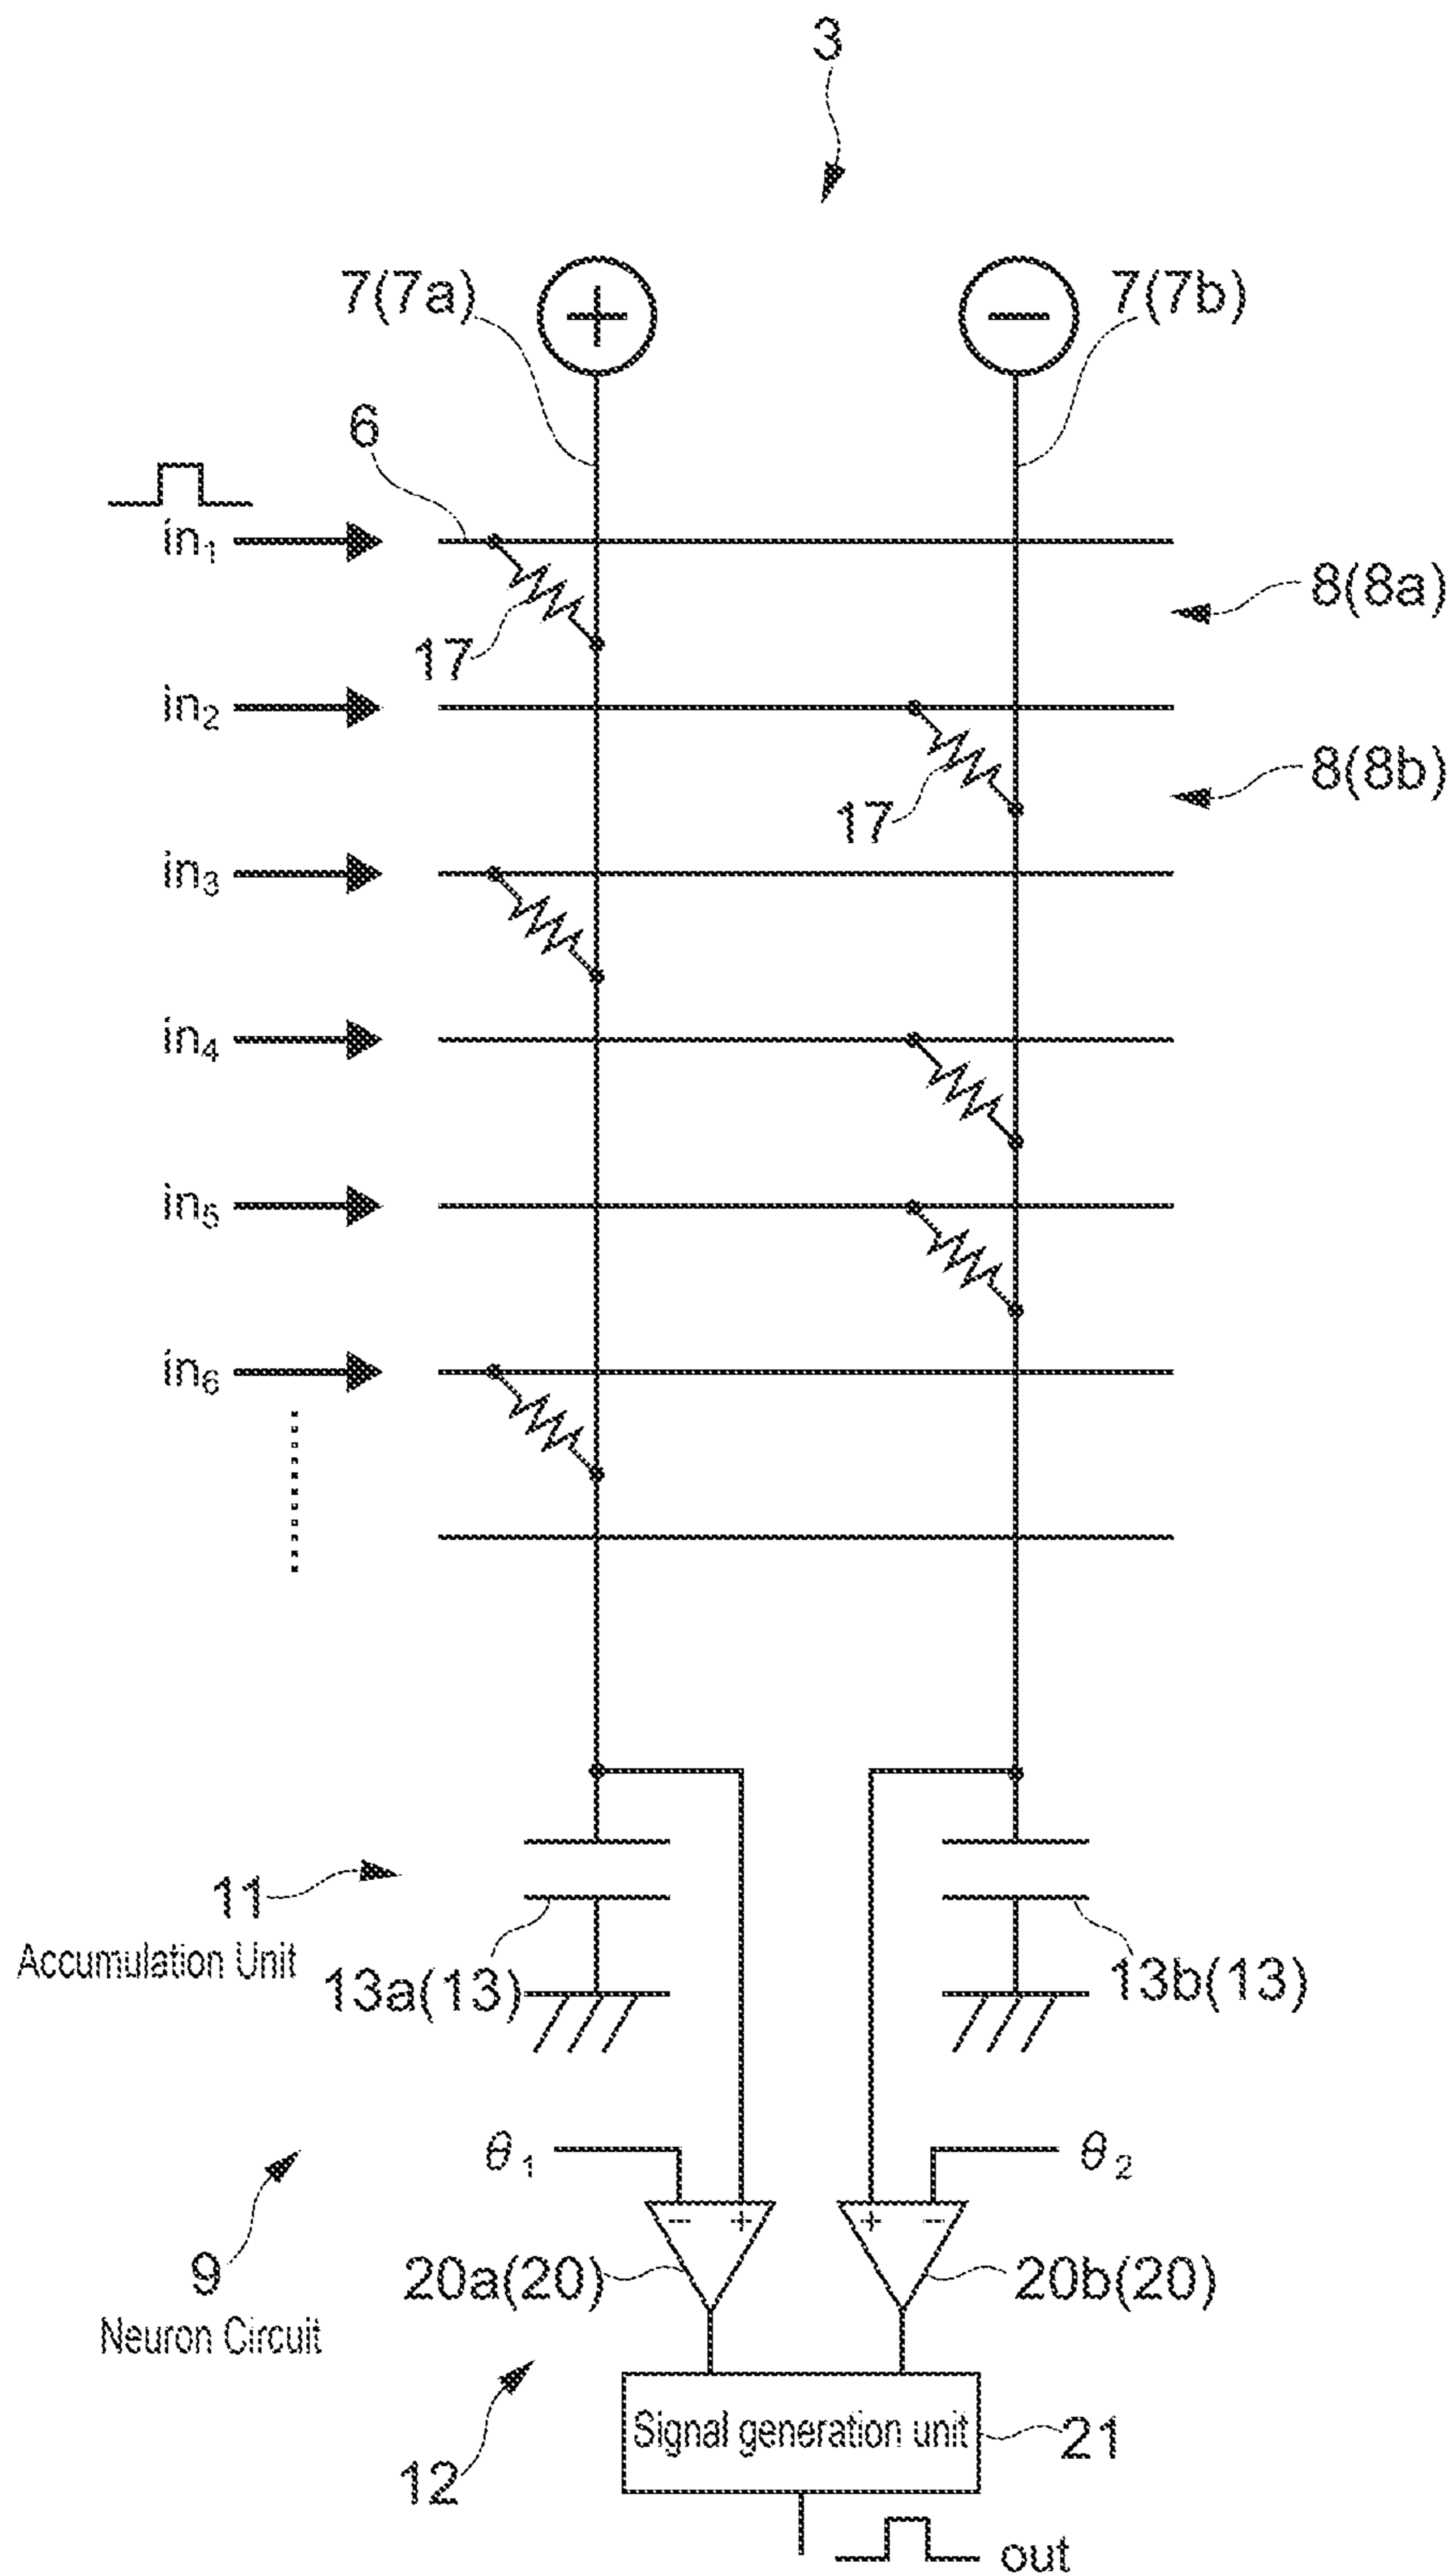 3
7(7a)
7(7b)
6
in₁
8(8a)
17
in₂
8(8b)
17
in₃
in₄
in₅
in₆
11
Accumulation Unit
13a(13)
13b(13)
θ₁
θ₂
− +
+ −
9
Neuron Circuit
20a(20)
20b(20)
12
Signal generation unit
21
out